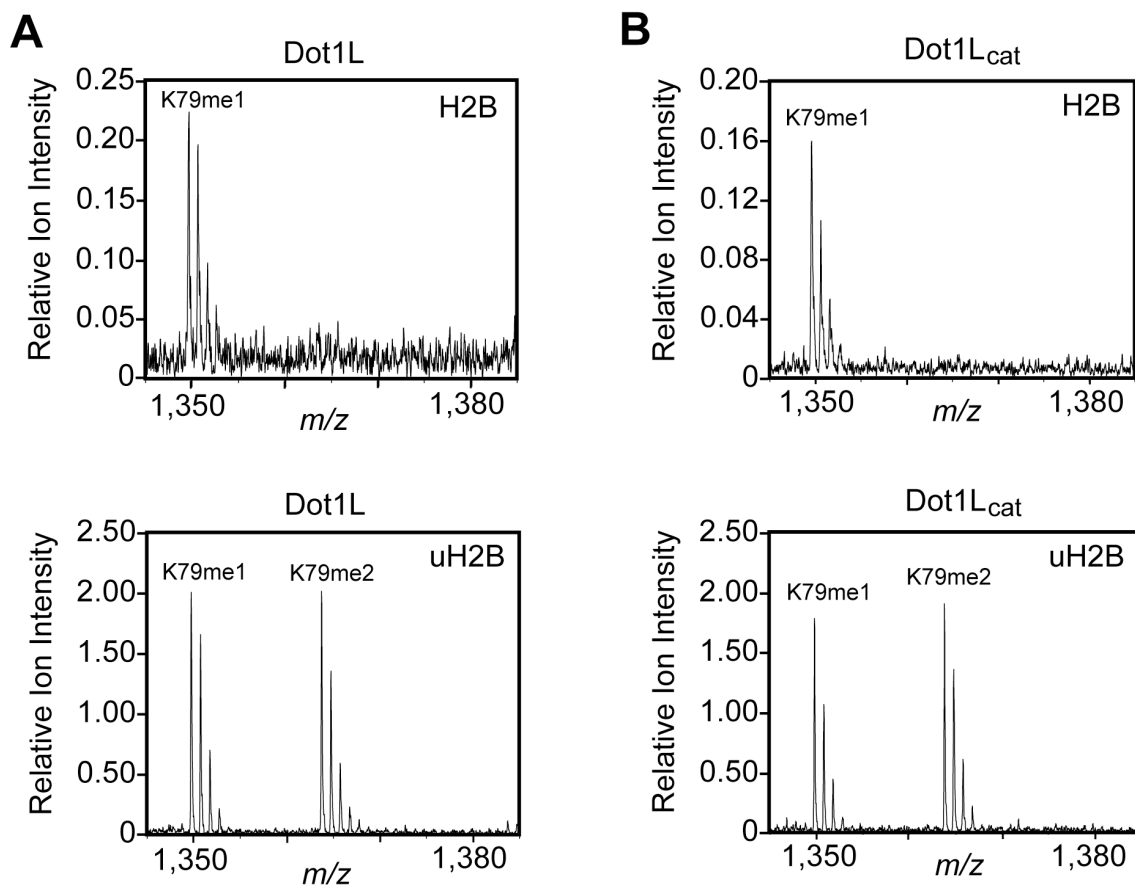 A
Dot1L
Relative Ion Intensity
0.25
0.20
0.15
0.10
0.05
0
K79me1
H2B
1,350
1,380
m/z
B
Dot1Lcat
Relative Ion Intensity
0.20
0.16
0.12
0.08
0.04
0
K79me1
H2B
1,350
1,380
m/z
Dot1L
Relative Ion Intensity
2.50
2.00
1.50
1.00
0.50
0
K79me1
K79me2
uH2B
1,350
1,380
m/z
Dot1Lcat
Relative Ion Intensity
2.50
2.00
1.50
1.00
0.50
0
K79me1
K79me2
uH2B
1,350
1,380
m/z